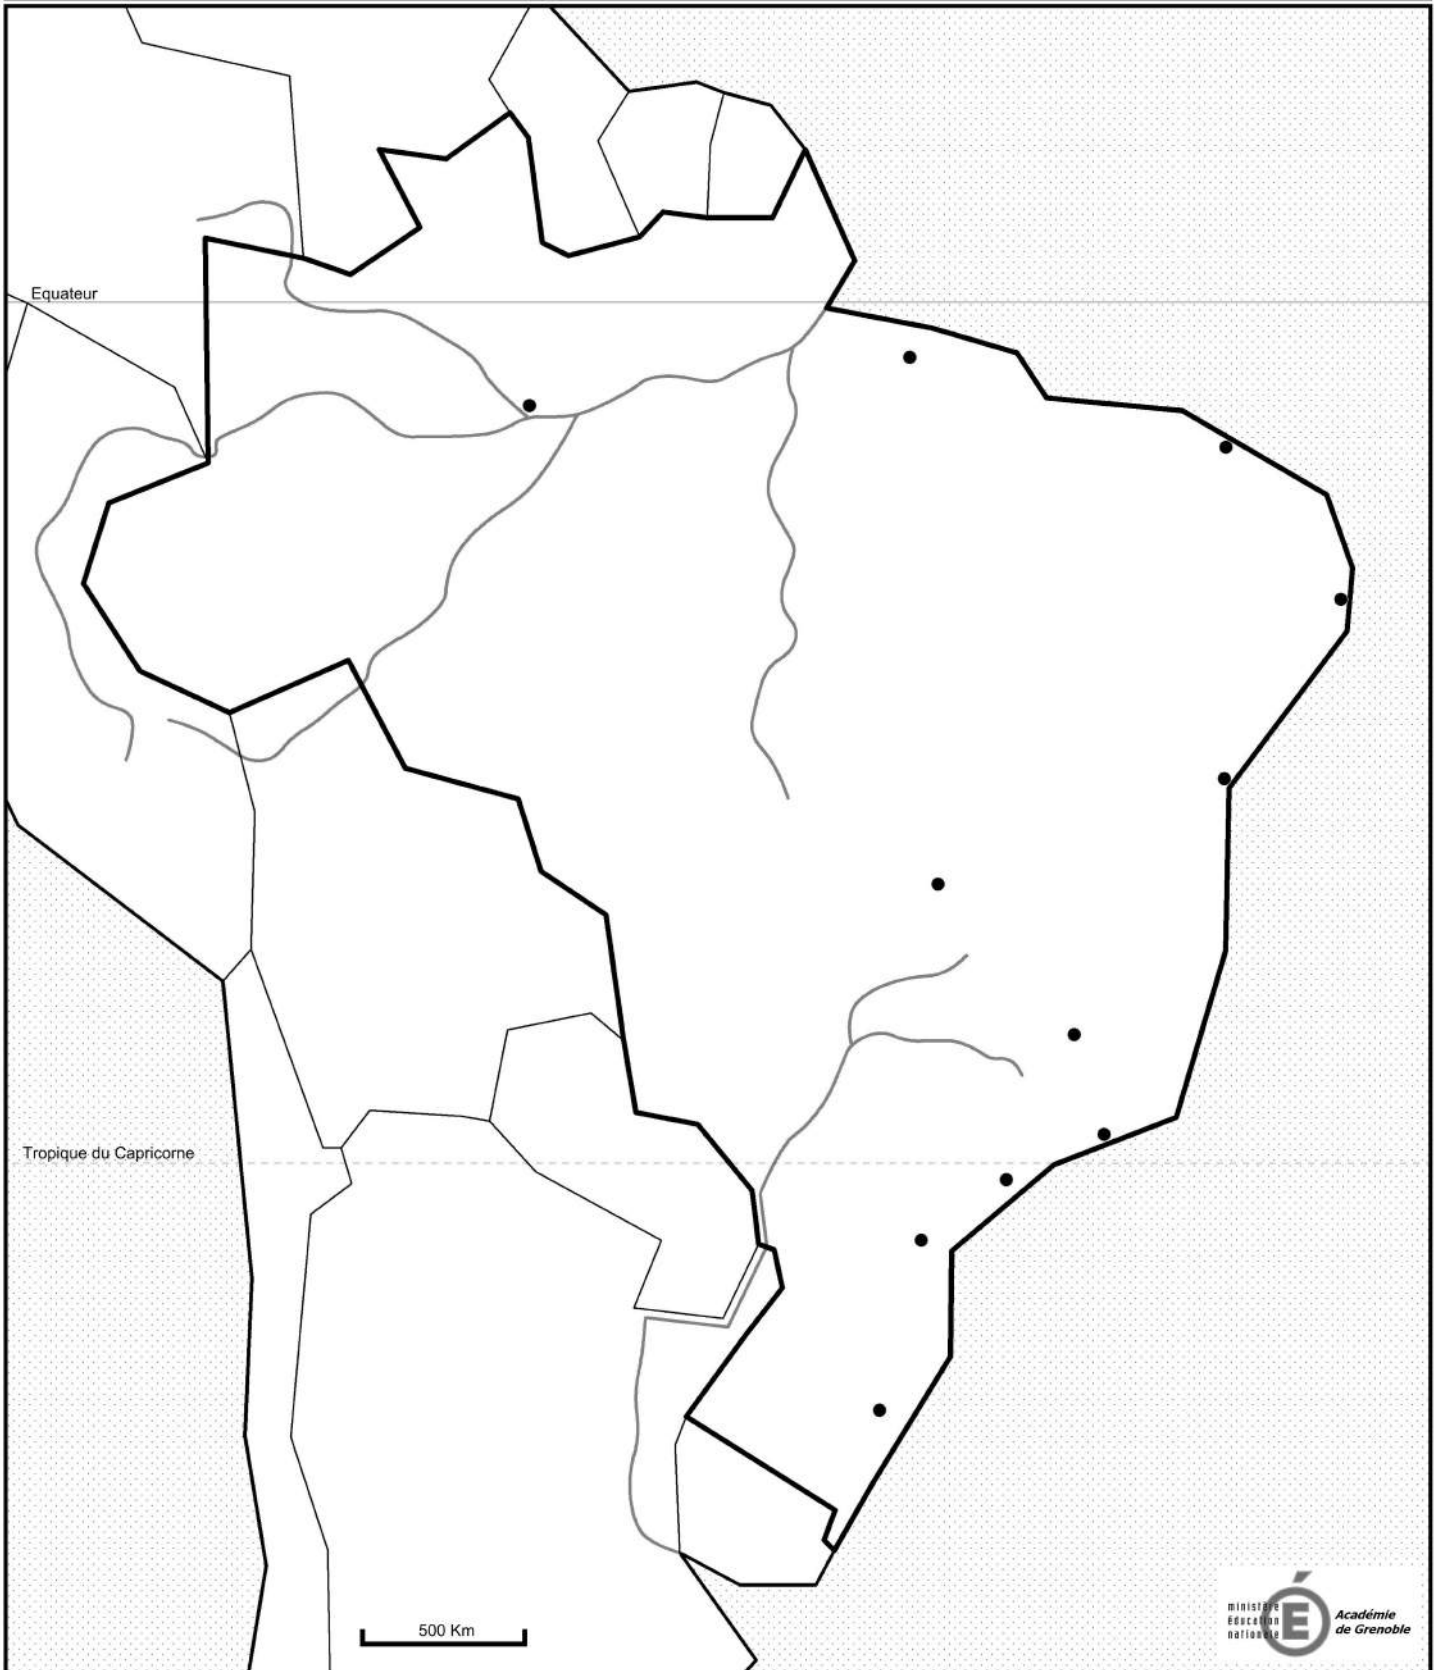 Equateur
Tropique du Capricorne
500 Km
ministère
éducation
nationale
É
Académie
de Grenoble